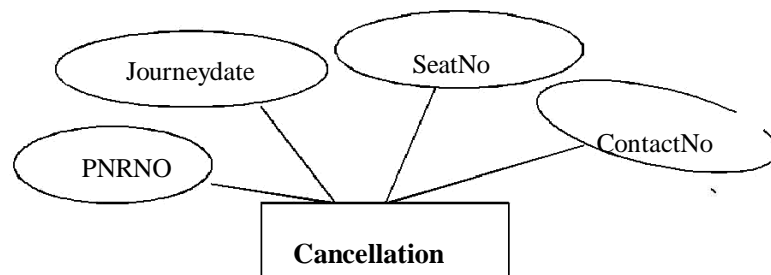 Journeydate
SeatNo
ContactNo
PNRNO
Cancellation